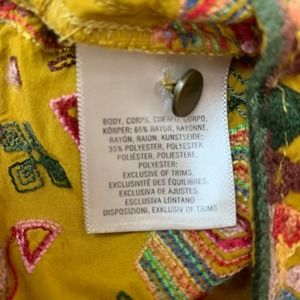 BODY, CORPS, CUERPO, CORPO,
KÖRPER: 65% RAYON, RAYONNE,
RAYÓN, RAION, KUNSTSEIDE;
35% POLYESTER, POLYESTER,
POLIÉSTER, POLIESTERE,
POLYESTER;
EXCLUSIVE OF TRIMS,
EXCLUSIVITÉ DES ÉQUILIBRES,
EXCLUSIVA DE AJUSTES,
ESCLUSIVA LONTANO
DISPOSIZIONI, EXKLUSIV OF TRIMS